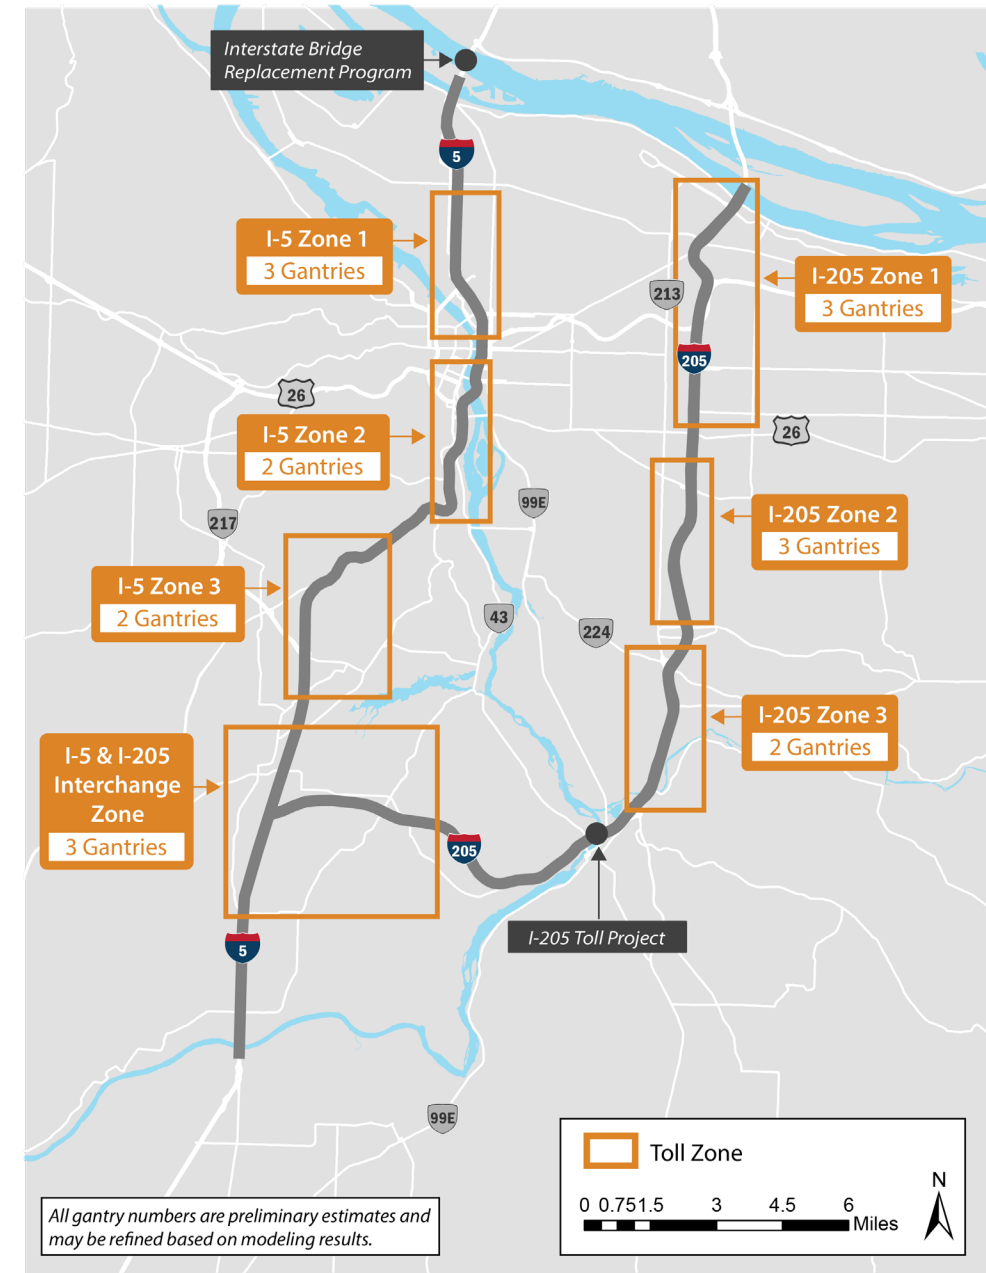 Interstate Bridge
Replacement Program
5
I-5 Zone 1
3 Gantries
I-205 Zone 1
3 Gantries
213
205
26
I-5 Zone 2
2 Gantries
26
99E
217
I-205 Zone 2
3 Gantries
I-5 Zone 3
2 Gantries
43
224
I-205 Zone 3
2 Gantries
I-5 & I-205
Interchange
Zone
3 Gantries
205
I-205 Toll Project
5
99E
Toll Zone
N
0 0.75 1.5 3 4.5 6
Miles
All gantry numbers are preliminary estimates and
may be refined based on modeling results.